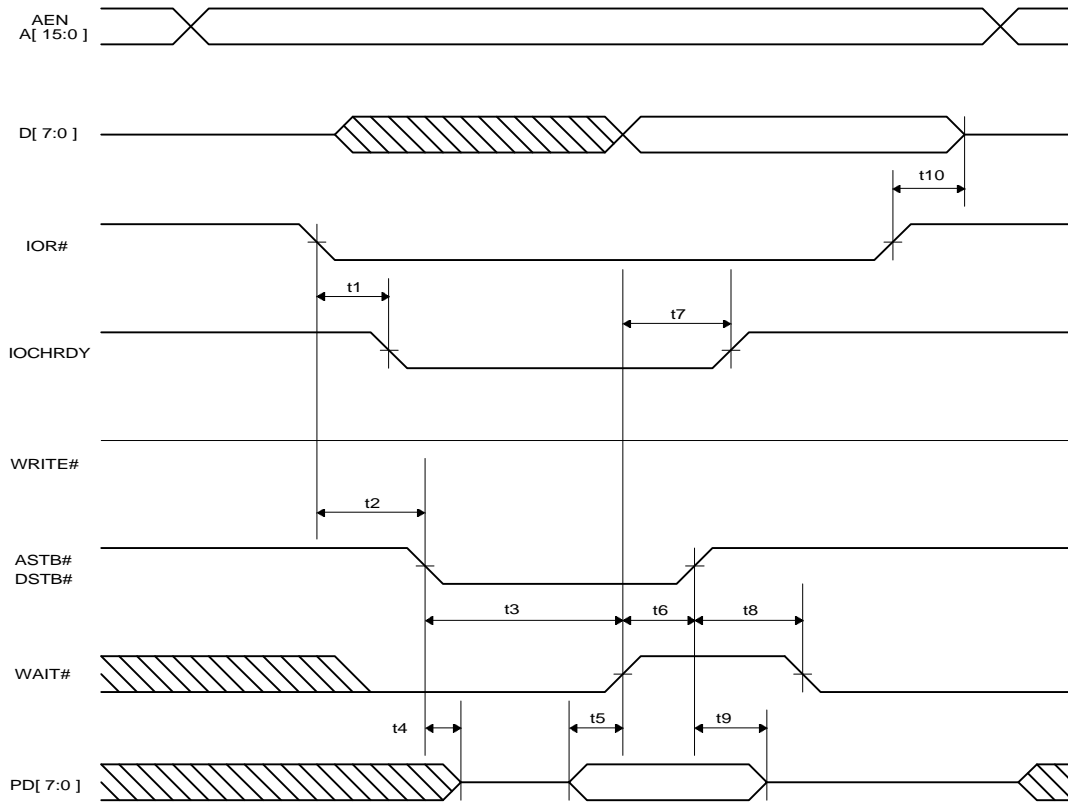 AEN
A[ 15:0 ]
D[ 7:0 ]
t10
IOR#
t1
t7
IOCHRDY
WRITE#
t2
ASTB#
DSTB#
t3
t6
t8
WAIT#
t4
t5
t9
PD[ 7:0 ]